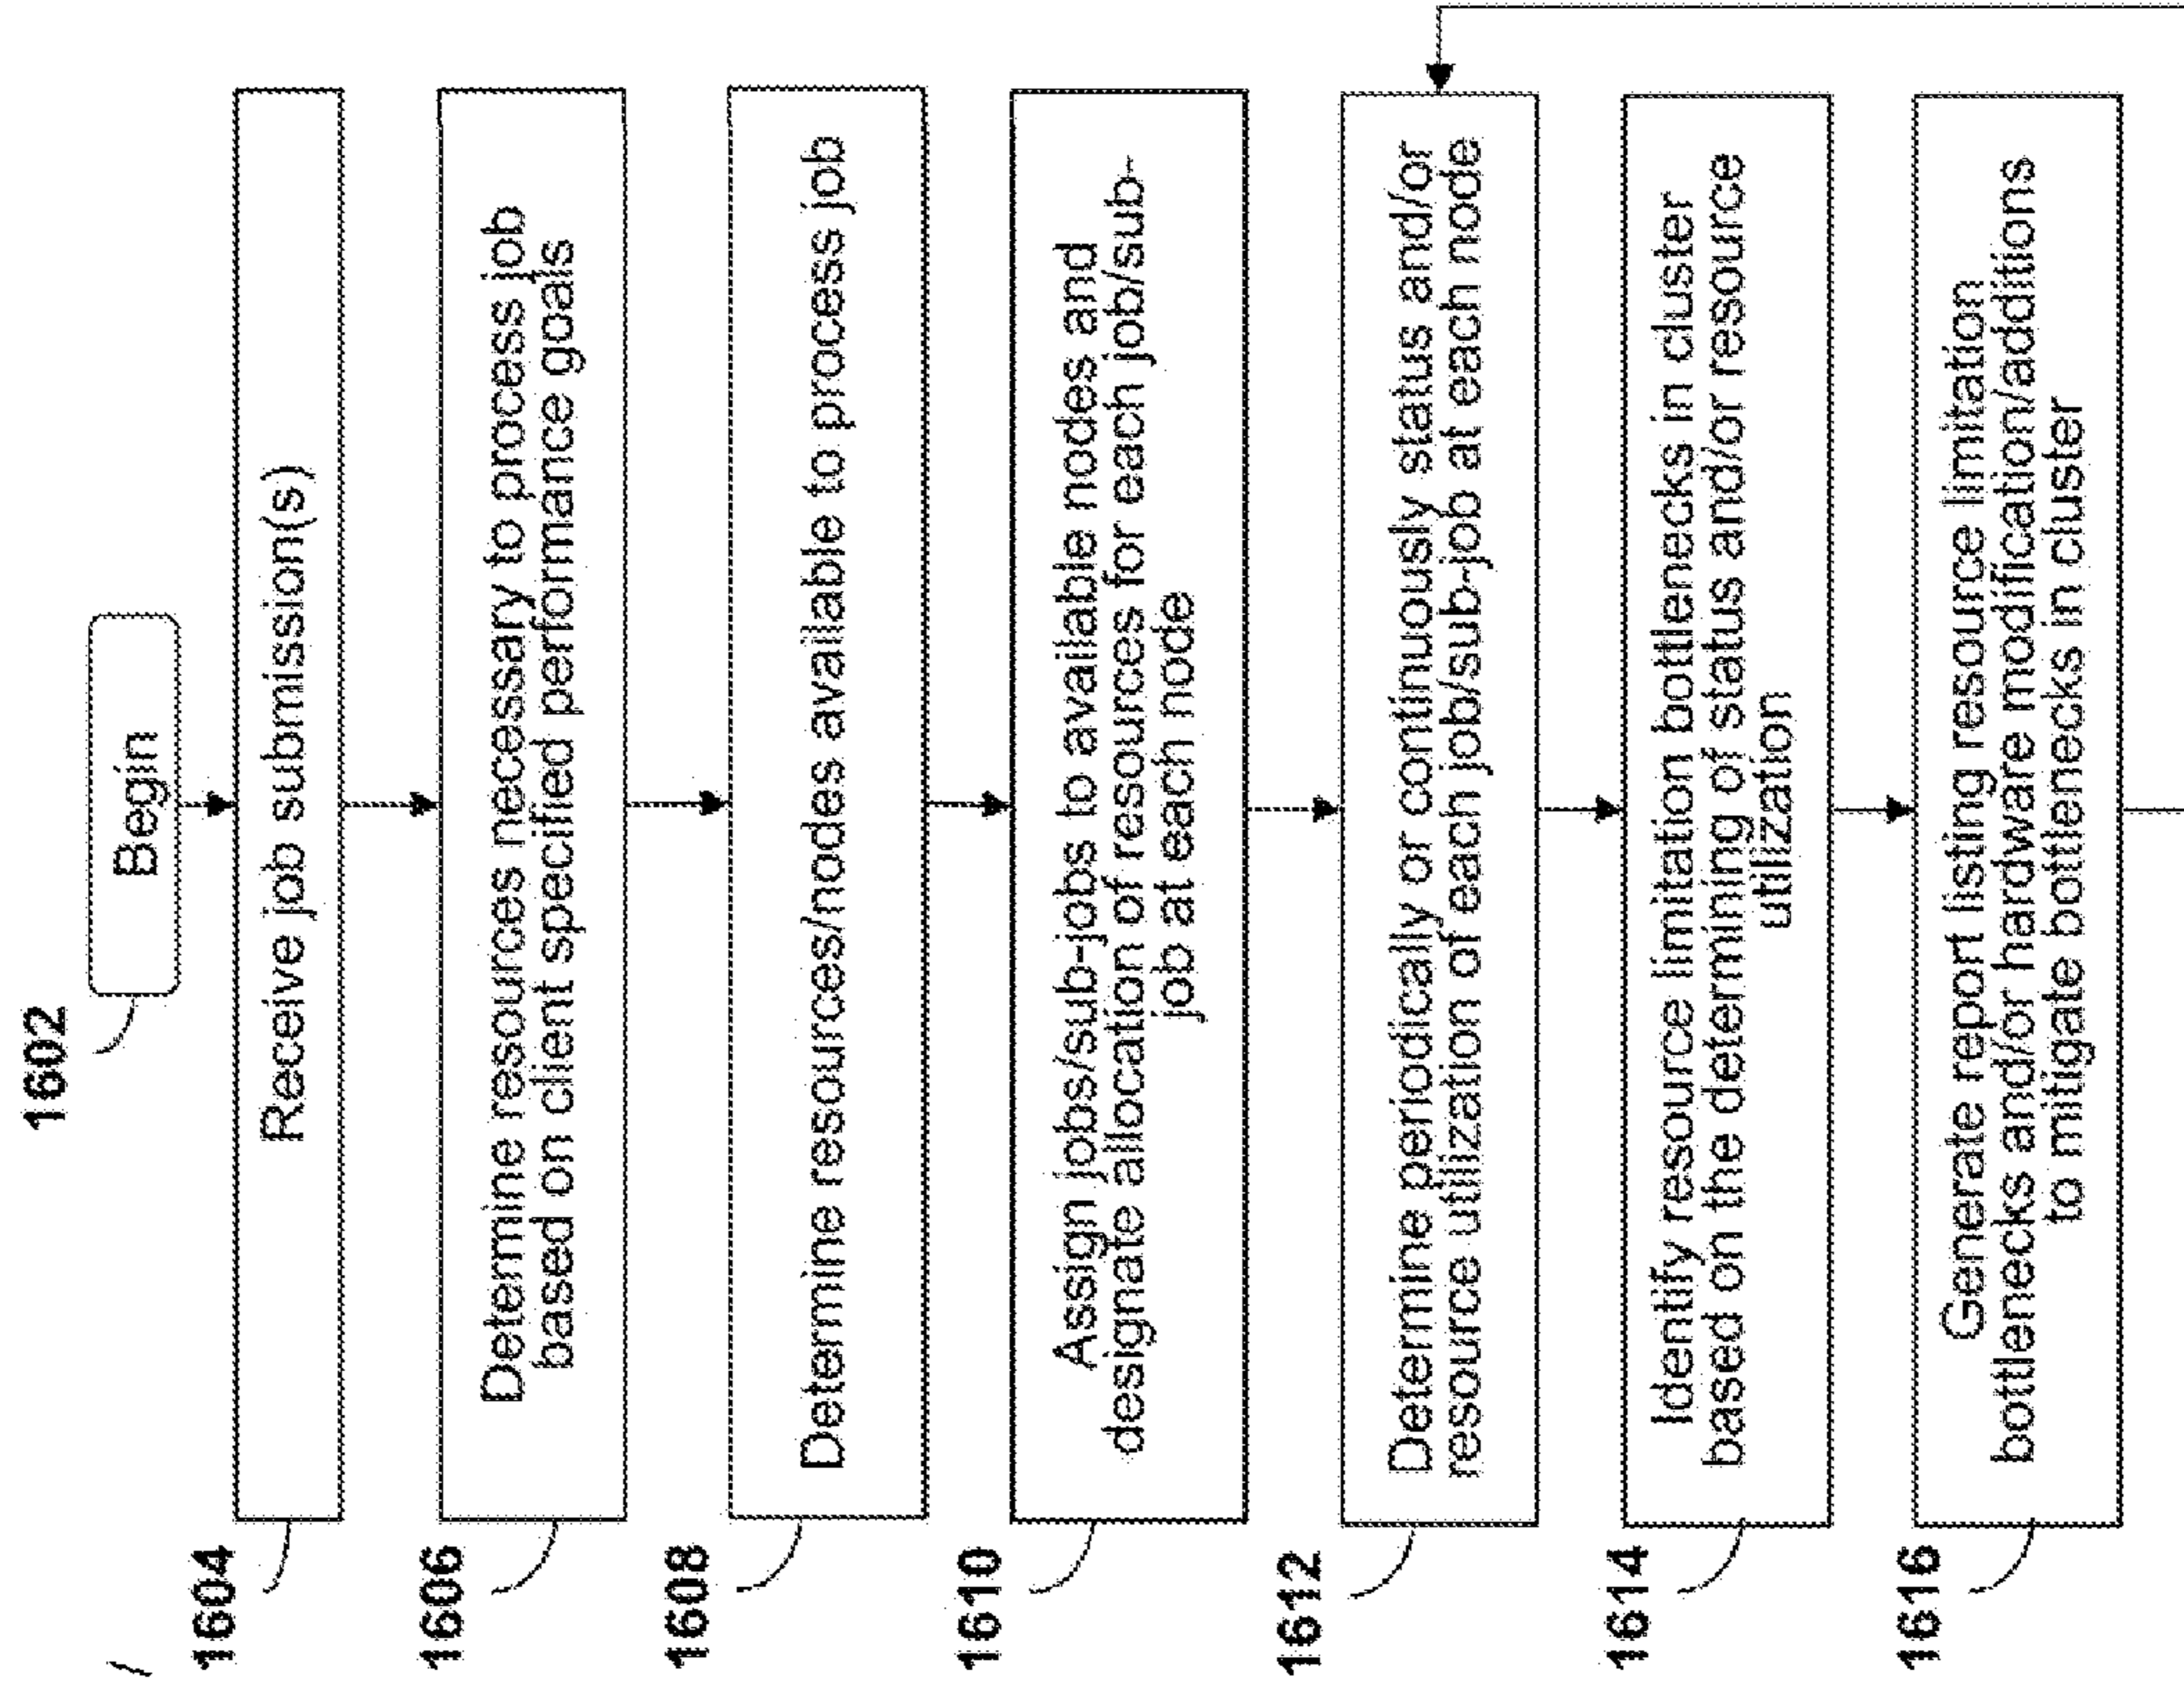 1602
Begin
1604
Receive job submission(s)
1606
Determine resources necessary to process job
based on client specified performance goals
1608
Determine resources/nodes available to process job
1610
Assign jobs/sub-jobs to available nodes and
designate allocation of resources for each job/sub-
job at each node
1612
Determine periodically or continuously status and/or
resource utilization of each job/sub-job at each node
1614
Identify resource limitation bottlenecks in cluster
based on the determining of status and/or resource
utilization
1616
Generate report listing resource limitation
bottlenecks and/or hardware modification/additions
to mitigate bottlenecks in cluster